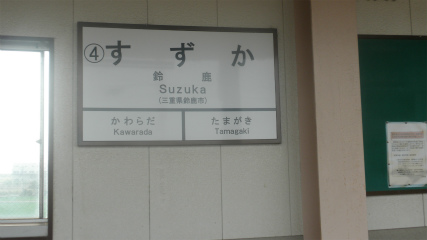 ④すずか
鈴鹿
Suzuka
(三重県鈴鹿市)
かわらだ たまがき
Kawarada Tamagaki